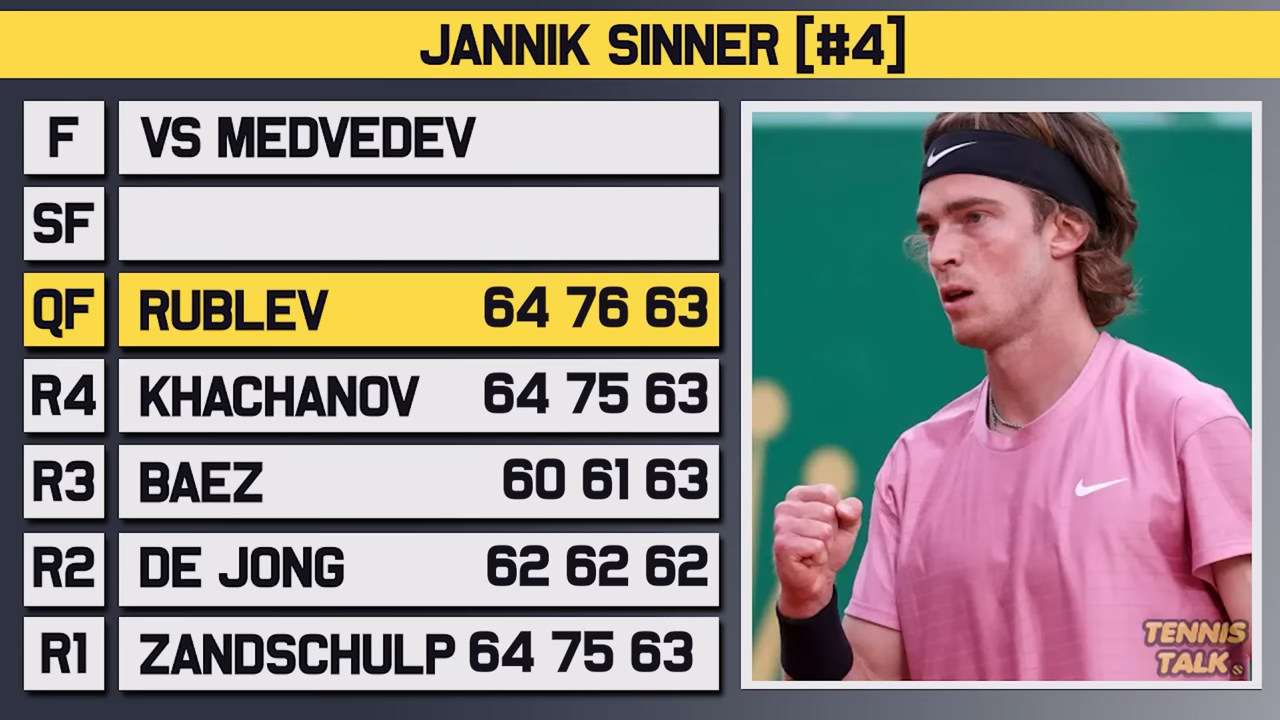 JANNIK SINNER [#4]
F VS MEDVEDEV
SF
QF RUBLEV 64 76 63
R4 KHACHANOV 64 75 63
R3 BAEZ 60 61 63
R2 DE JONG 62 62 62
R1 ZANDSCHULP 64 75 63
TENNIS
TALK